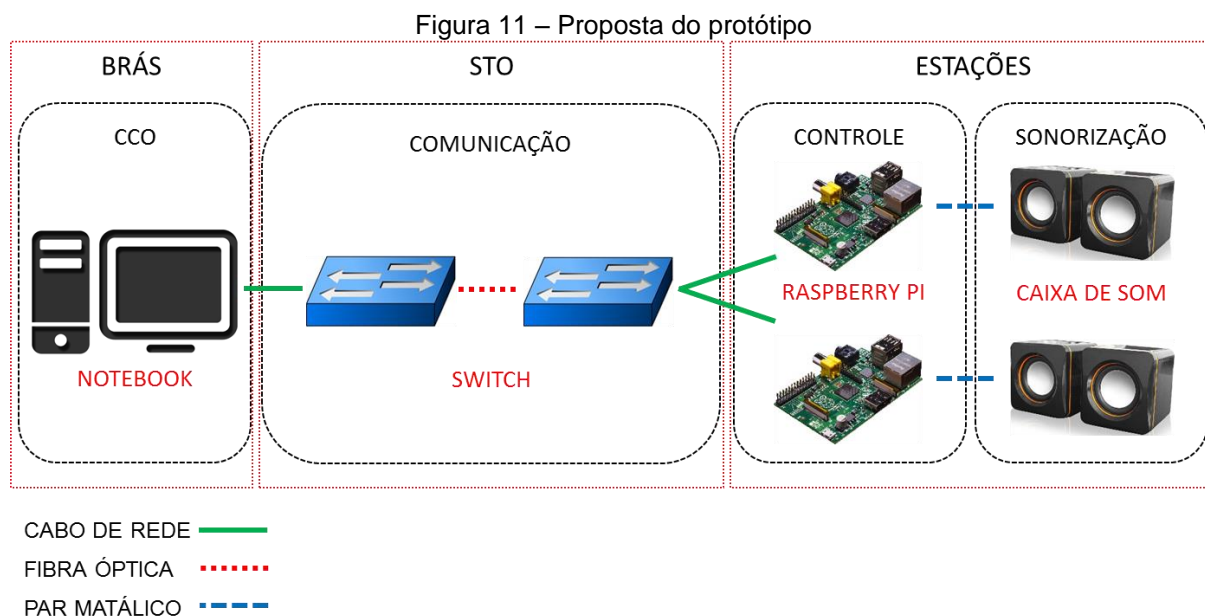 Figura 11 – Proposta do protótipo
BRÁS
STO
ESTAÇÕES
CCO
COMUNICAÇÃO
CONTROLE
SONORIZAÇÃO
NOTEBOOK
SWITCH
RASPBERRY PI
CAIXA DE SOM
CABO DE REDE
FIBRA ÓPTICA
PAR MATÁLICO